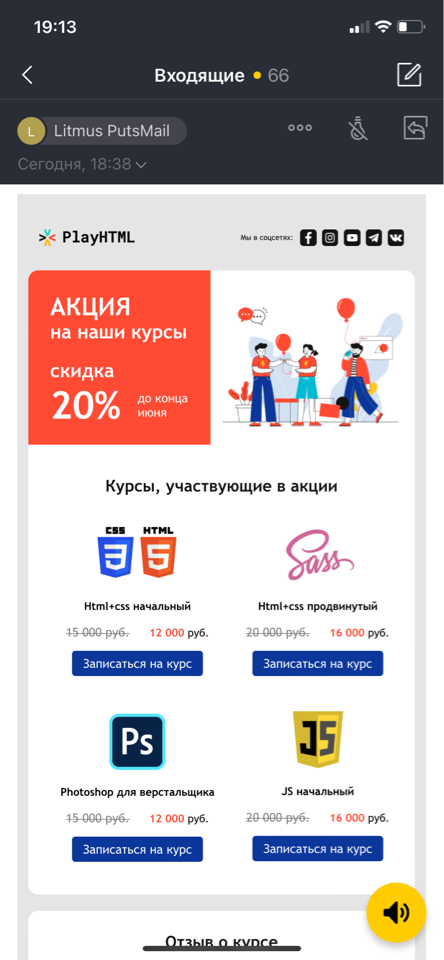 19:13
Входящие • 66
L Litmus PutsMail
Сегодня, 18:38
PlayHTML
Мы в соцсетях:
АКЦИЯ
на наши курсы
скидка
20% до конца
июня
Курсы, участвующие в акции
CSS 3 HTML 5
Sass
Html+css начальный
Html+css продвинутый
15 000 руб. 12 000 руб.
20 000 руб. 16 000 руб.
Записаться на курс
Записаться на курс
Ps
JS
Photoshop для верстальщика
JS начальный
15 000 руб. 12 000 руб.
20 000 руб. 16 000 руб.
Записаться на курс
Записаться на курс
Отзыв о курсе